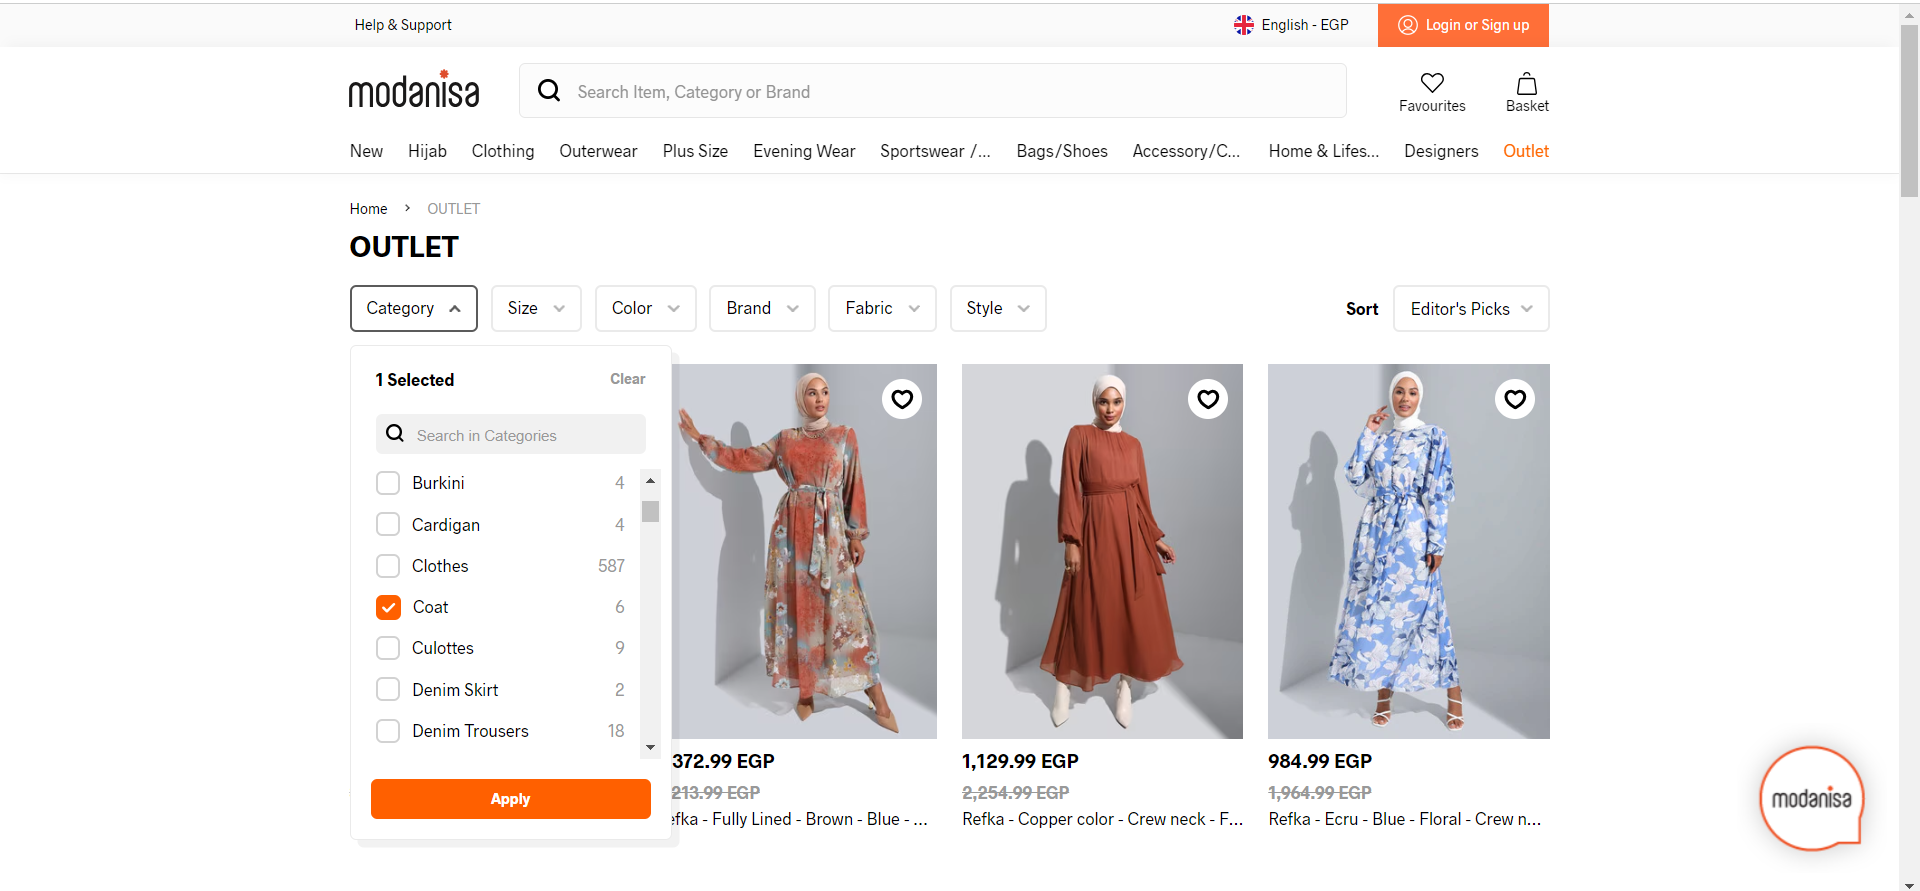 Help & Support
English - EGP
Login or Sign up
modanisa
Search Item, Category or Brand
Favourites
Basket
New
Hijab
Clothing
Outerwear
Plus Size
Evening Wear
Sportswear /...
Bags/Shoes
Accessory/C...
Home & Lifes...
Designers
Outlet
Home
OUTLET
OUTLET
Category
Size
Color
Brand
Fabric
Style
Sort
Editor's Picks
1 Selected
Clear
Search in Categories
Burkini 4
Cardigan 4
Clothes 587
Coat 6
Culottes 9
Denim Skirt 2
Denim Trousers 18
Apply
372.99 EGP
213.99 EGP
efka - Fully Lined - Brown - Blue - ...
1,129.99 EGP
2,254.99 EGP
Refka - Copper color - Crew neck - F...
984.99 EGP
1,964.99 EGP
Refka - Ecru - Blue - Floral - Crew n...
modanisa